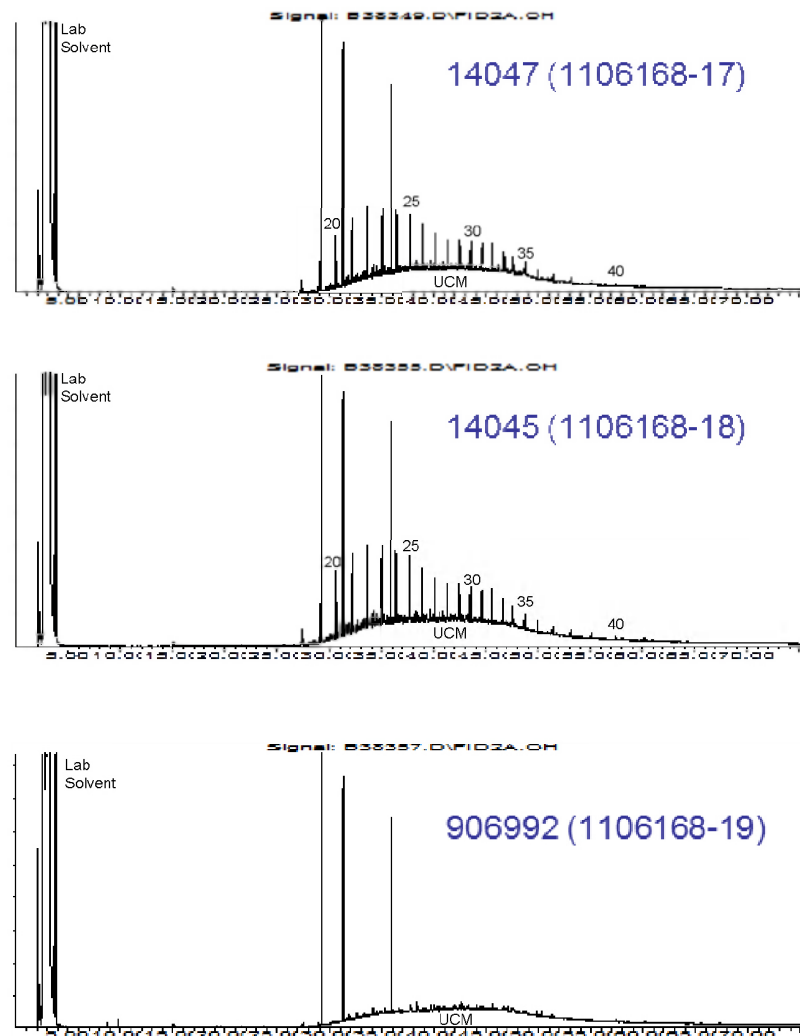 Signal: B38349.D\FID2A.CH
Lab
Solvent
14047 (1106168-17)
20
25
30
35
40
UCM
Signal: B38355.D\FID2A.CH
Lab
Solvent
14045 (1106168-18)
20
25
30
35
40
UCM
Signal: B38357.D\FID2A.CH
Lab
Solvent
906992 (1106168-19)
UCM